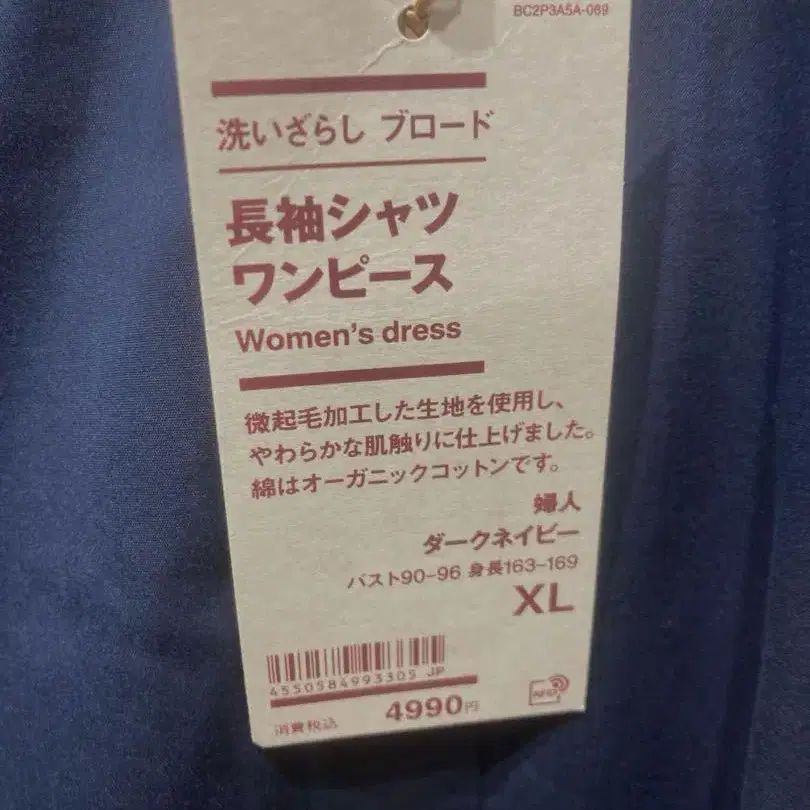 BC2P3A5A-069
洗いざらし ブロード
長袖シャツ
ワンピース
Women's dress
微起毛加工した生地を使用し、
やわらかな肌触りに仕上げました。
綿はオーガニックコットンです。
婦人
ダークネイビー
バスト90-96 身長163-169
XL
4550584993305 JP
4990円
消費税込
RFID